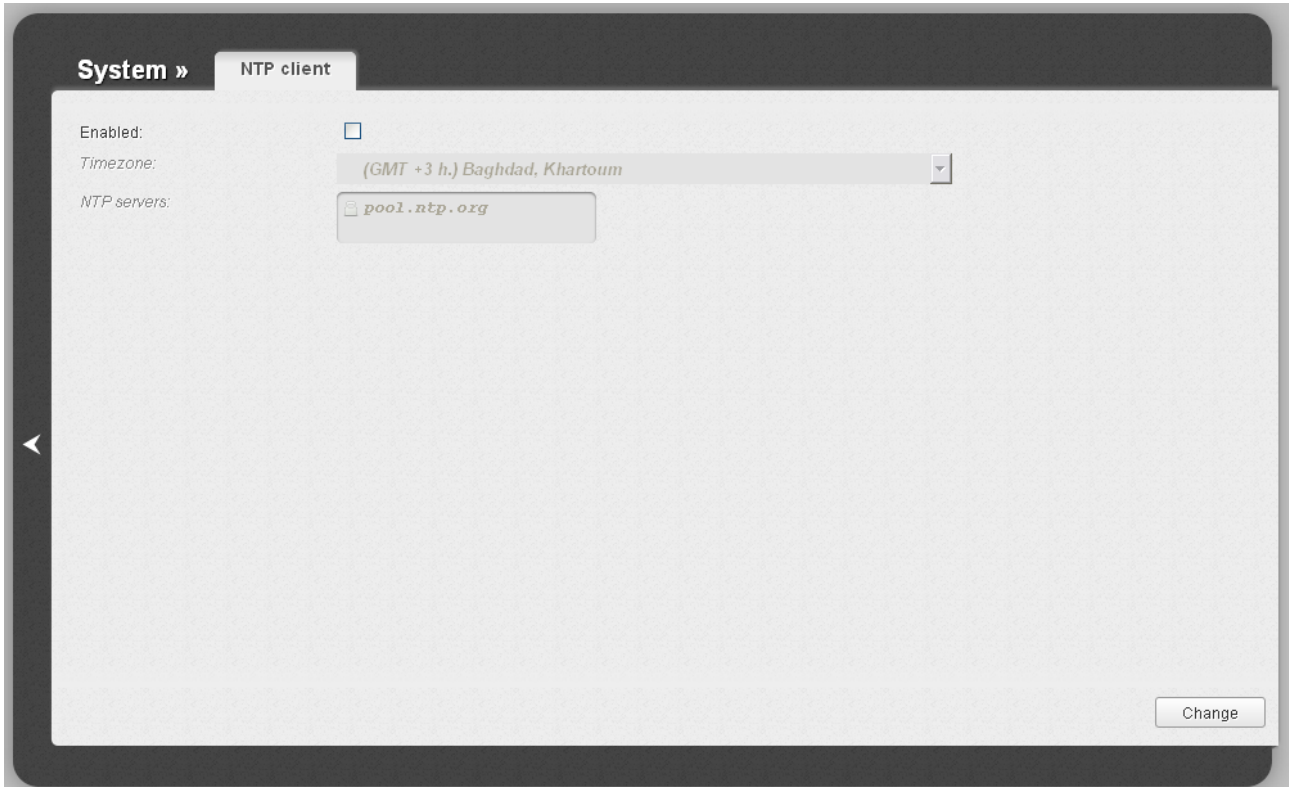 System »
NTP client
Enabled:
Timezone:
(GMT +3 h.) Baghdad, Khartoum
NTP servers:
pool.ntp.org
Change